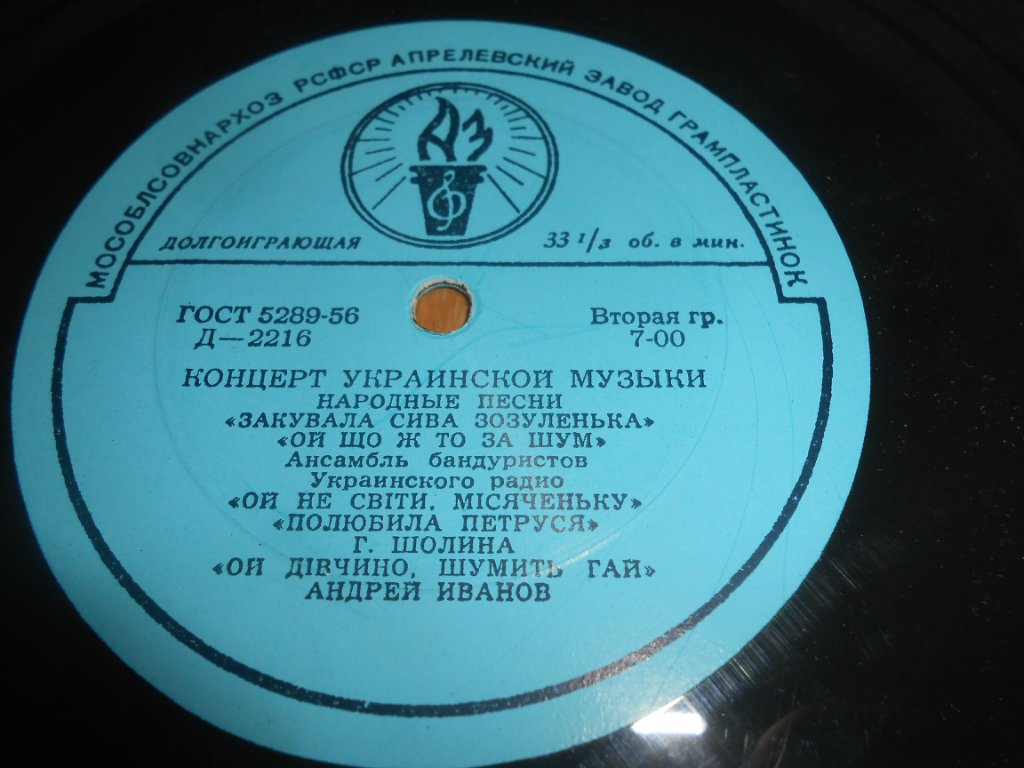 МОСОБЛСОВНАРХОЗ РСФСР АПРЕЛЕВСКИЙ ЗАВОД ГРАМПЛАСТИНОК
АЗ
ДОЛГОИГРАЮЩАЯ 33 1/3 об. в мин.
ГОСТ 5289-56 Вторая гр.
Д—2216 7-00
КОНЦЕРТ УКРАИНСКОЙ МУЗЫКИ
НАРОДНЫЕ ПЕСНИ
«ЗАКУВАЛА СИВА ЗОЗУЛЕНЬКА»
«ОЙ ЩО Ж ТО ЗА ШУМ»
Ансамбль бандуристов
Украинского радио
«ОЙ НЕ СВІТИ. МІСЯЧЕНЬКУ»
«ПОЛЮБИЛА ПЕТРУСЯ»
Г. ШОЛИНА
«ОЙ ДІВЧИНО, ШУМИТЬ ГАЙ»
АНДРЕЙ ИВАНОВ